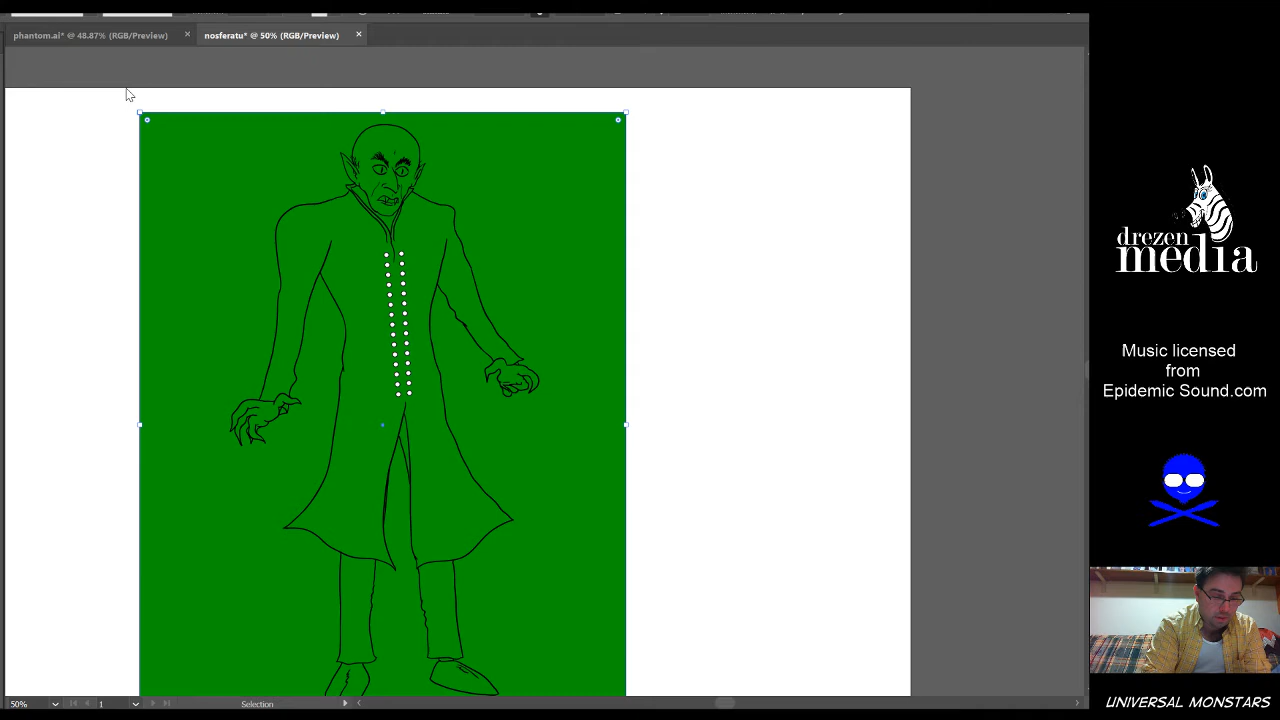 phantom.ai* @ 48.87% (RGB/Preview)
nosferatu* @ 50% (RGB/Preview)
drezen
media
Music licensed
from
Epidemic Sound.com
50%
1
Selection
UNIVERSAL MONSTARS